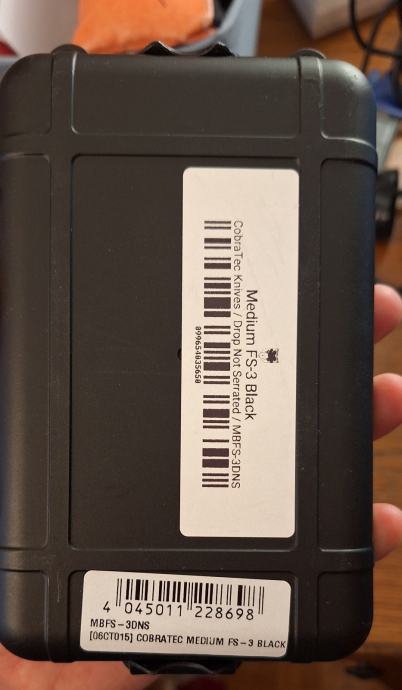 Medium FS-3 Black
CobraTec Knives / Drop Not Serrated / MBFS-3DNS
899654835650
4 045011 228698
MBFS-3DNS
[06CT015] COBRATEC MEDIUM FS-3 BLACK